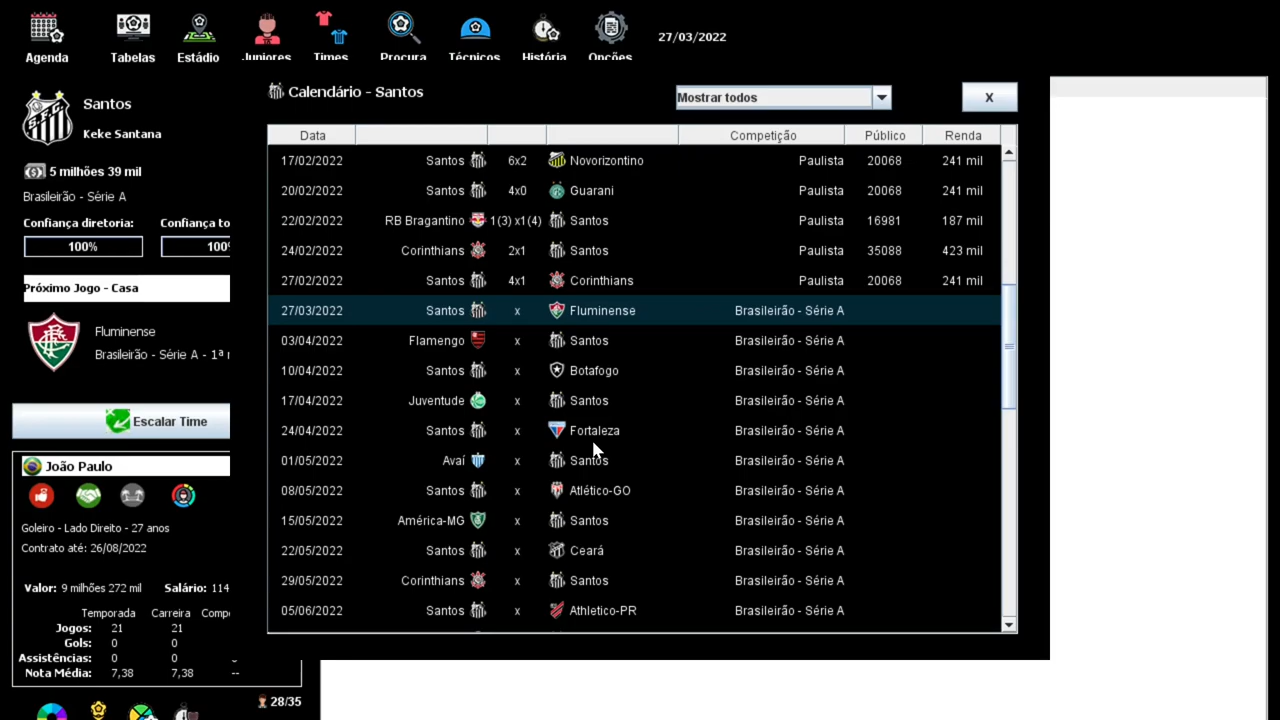 Agenda Tabelas Estádio Juniores Times Procura Técnicos História Opções 27/03/2022
Santos
Keke Santana
5 milhões 39 mil
Brasileirão - Série A
Confiança diretoria: Confiança to
100% 100%
Próximo Jogo - Casa
Fluminense
Brasileirão - Série A - 1ª r
Escalar Time
João Paulo
Goleiro - Lado Direito - 27 anos
Contrato até: 26/08/2022
Valor: 9 milhões 272 mil Salário: 114
Temporada Carreira Compe
Jogos: 21 21
Gols: 0 0
Assistências: 0 0
Nota Média: 7,38 7,38 --
28/35
Calendário - Santos
Mostrar todos
X
Data Competição Público Renda
17/02/2022 Santos 6x2 Novorizontino Paulista 20068 241 mil
20/02/2022 Santos 4x0 Guarani Paulista 20068 241 mil
22/02/2022 RB Bragantino 1(3) x1(4) Santos Paulista 16981 187 mil
24/02/2022 Corinthians 2x1 Santos Paulista 35088 423 mil
27/02/2022 Santos 4x1 Corinthians Paulista 20068 241 mil
27/03/2022 Santos x Fluminense Brasileirão - Série A
03/04/2022 Flamengo x Santos Brasileirão - Série A
10/04/2022 Santos x Botafogo Brasileirão - Série A
17/04/2022 Juventude x Santos Brasileirão - Série A
24/04/2022 Santos x Fortaleza Brasileirão - Série A
01/05/2022 Avaí x Santos Brasileirão - Série A
08/05/2022 Santos x Atlético-GO Brasileirão - Série A
15/05/2022 América-MG x Santos Brasileirão - Série A
22/05/2022 Santos x Ceará Brasileirão - Série A
29/05/2022 Corinthians x Santos Brasileirão - Série A
05/06/2022 Santos x Athletico-PR Brasileirão - Série A